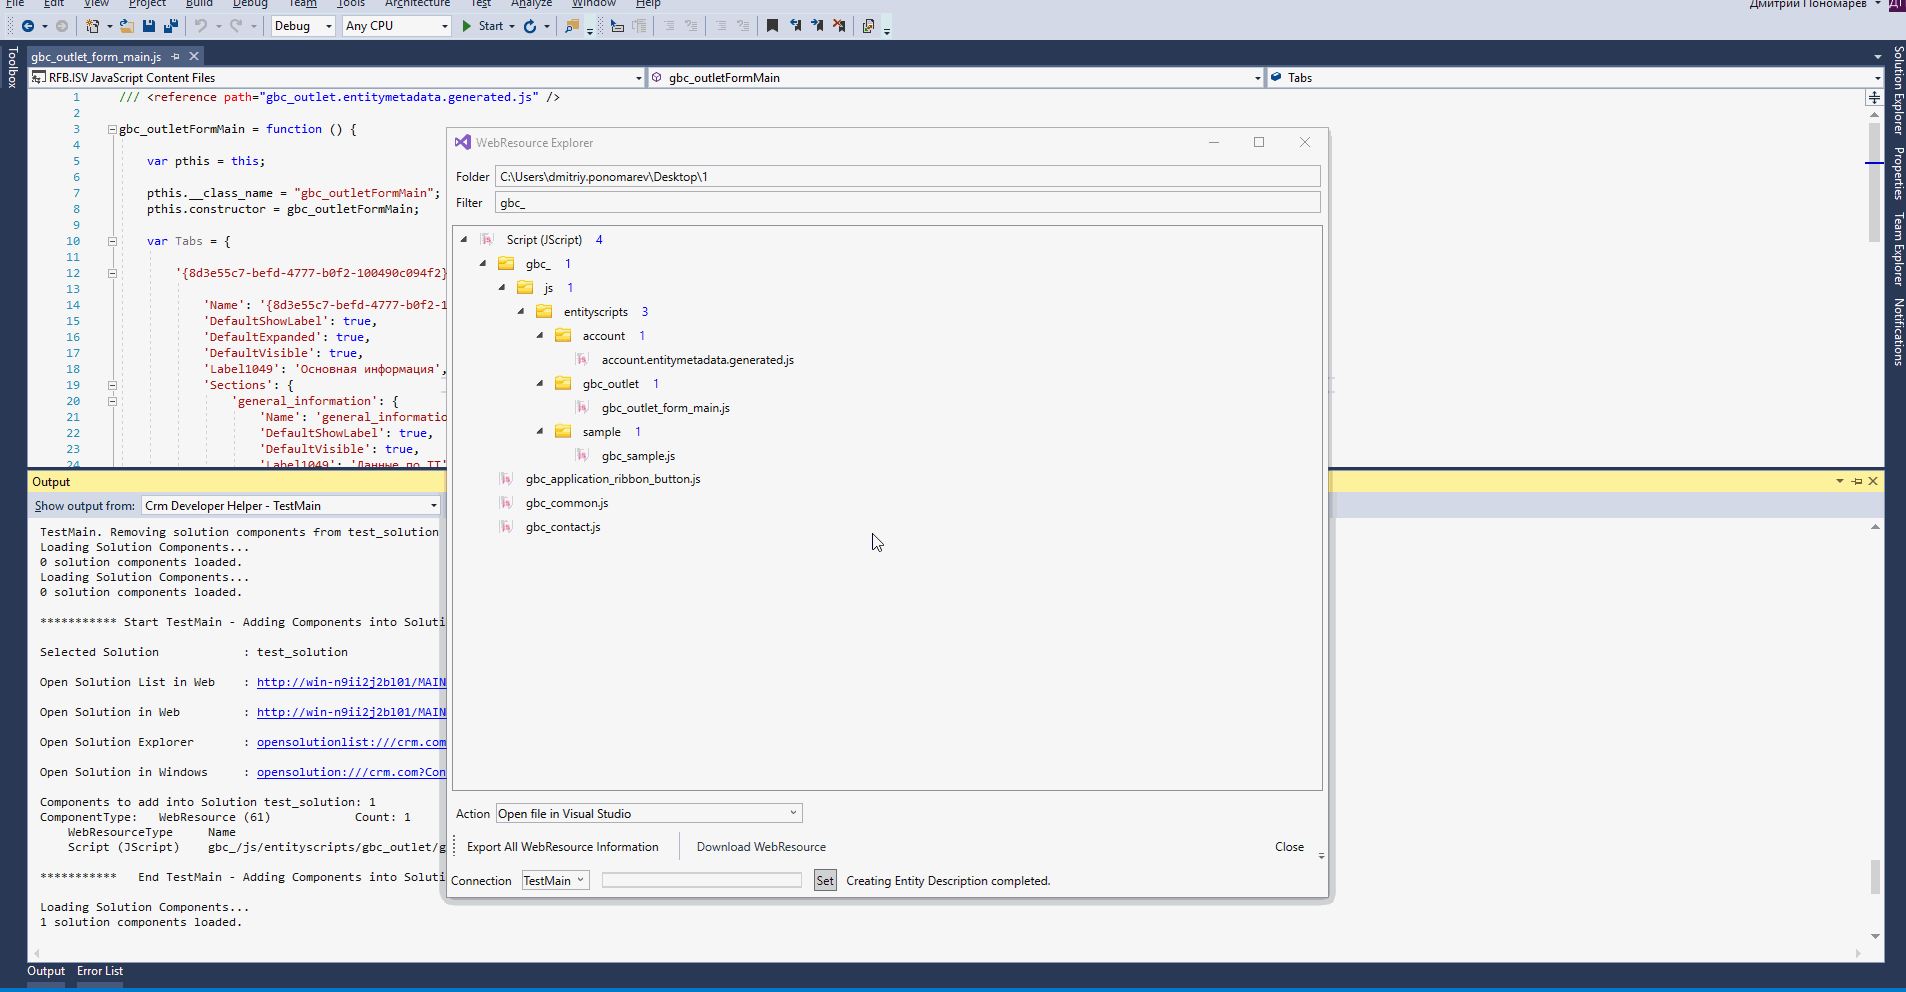 File Edit View Project Build Debug Team Tools Architecture Test Analyze Window Help Дмитрий Пономарев ДП
Debug Any CPU Start
Toolbox
gbc_outlet_form_main.js
RFB.ISV JavaScript Content Files gbc_outletFormMain Tabs
1 /// <reference path="gbc_outlet.entitymetadata.generated.js" />
2
3 gbc_outletFormMain = function () {
4
5 var pthis = this;
6
7 pthis.__class_name = "gbc_outletFormMain";
8 pthis.constructor = gbc_outletFormMain;
9
10 var Tabs = {
11
12 '{8d3e55c7-befd-4777-b0f2-100490c094f2}
13
14 'Name': '{8d3e55c7-befd-4777-b0f2-1
15 'DefaultShowLabel': true,
16 'DefaultExpanded': true,
17 'DefaultVisible': true,
18 'Label1049': 'Основная информация',
19 'Sections': {
20 'general_information': {
21 'Name': 'general_informatio
22 'DefaultShowLabel': true,
23 'DefaultVisible': true,
24 'Label1049': 'Данные по ТТ'
WebResource Explorer
Folder C:\Users\dmitriy.ponomarev\Desktop\1
Filter gbc_
Script (JScript) 4
gbc_ 1
js 1
entityscripts 3
account 1
account.entitymetadata.generated.js
gbc_outlet 1
gbc_outlet_form_main.js
sample 1
gbc_sample.js
gbc_application_ribbon_button.js
gbc_common.js
gbc_contact.js
Action Open file in Visual Studio
Export All WebResource Information Download WebResource Close
Connection TestMain Set Creating Entity Description completed.
Output
Show output from: Crm Developer Helper - TestMain
TestMain. Removing solution components from test_solution
Loading Solution Components...
0 solution components loaded.
Loading Solution Components...
0 solution components loaded.
*********** Start TestMain - Adding Components into Soluti
Selected Solution : test_solution
Open Solution List in Web : http://win-n9ii2j2bl01/MAIN
Open Solution in Web : http://win-n9ii2j2bl01/MAIN
Open Solution Explorer : opensolutionlist:///crm.com
Open Solution in Windows : opensolution:///crm.com?Con
Components to add into Solution test_solution: 1
ComponentType: WebResource (61) Count: 1
WebResourceType Name
Script (JScript) gbc_/js/entityscripts/gbc_outlet/g
*********** End TestMain - Adding Components into Soluti
Loading Solution Components...
1 solution components loaded.
Output Error List
Solution Explorer
Properties
Team Explorer
Notifications